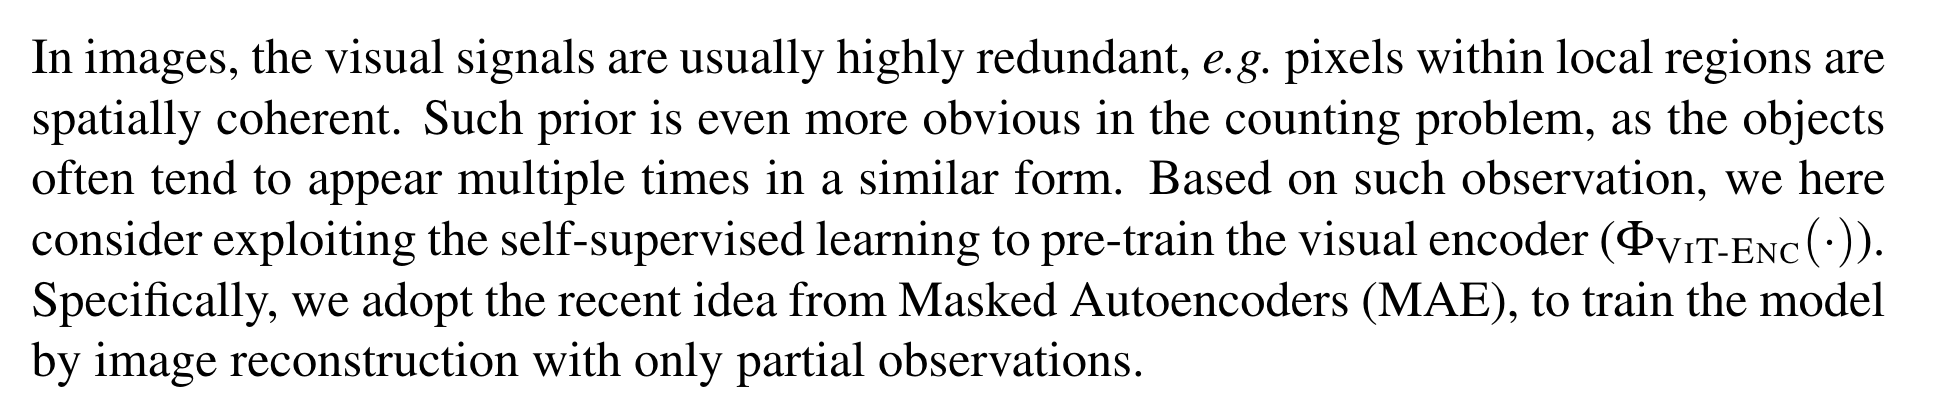 In images, the visual signals are usually highly redundant, e.g. pixels within local regions are
spatially coherent. Such prior is even more obvious in the counting problem, as the objects
often tend to appear multiple times in a similar form. Based on such observation, we here
consider exploiting the self-supervised learning to pre-train the visual encoder (Φ_ViT-Enc(·)).
Specifically, we adopt the recent idea from Masked Autoencoders (MAE), to train the model
by image reconstruction with only partial observations.